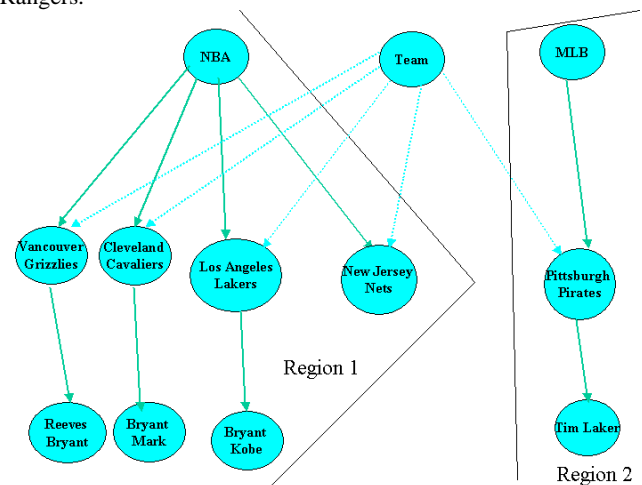 Rangers.
NBA
Team
MLB
Vancouver
Grizzlies
Cleveland
Cavaliers
Los Angeles
Lakers
New Jersey
Nets
Pittsburgh
Pirates
Region 1
Reeves
Bryant
Bryant
Mark
Bryant
Kobe
Tim Laker
Region 2